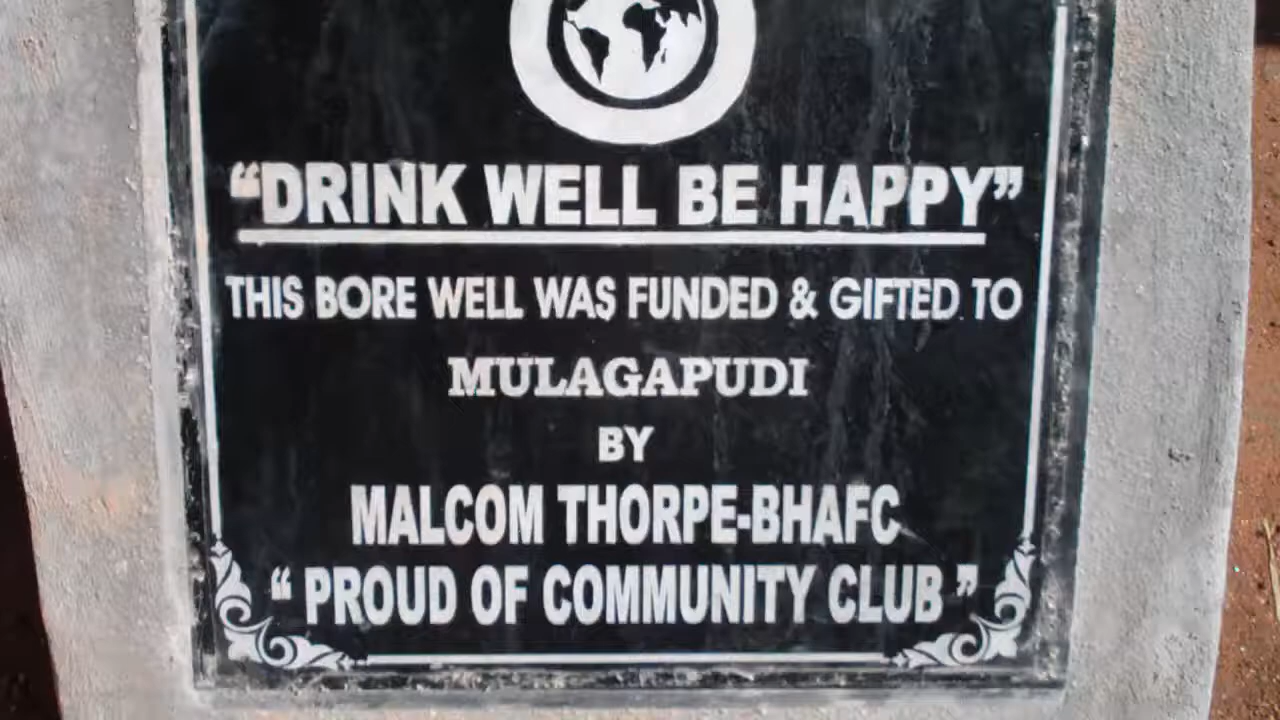 “DRINK WELL BE HAPPY”
THIS BORE WELL WAS FUNDED & GIFTED TO
MULAGAPUDI
BY
MALCOM THORPE-BHAFC
“ PROUD OF COMMUNITY CLUB ”